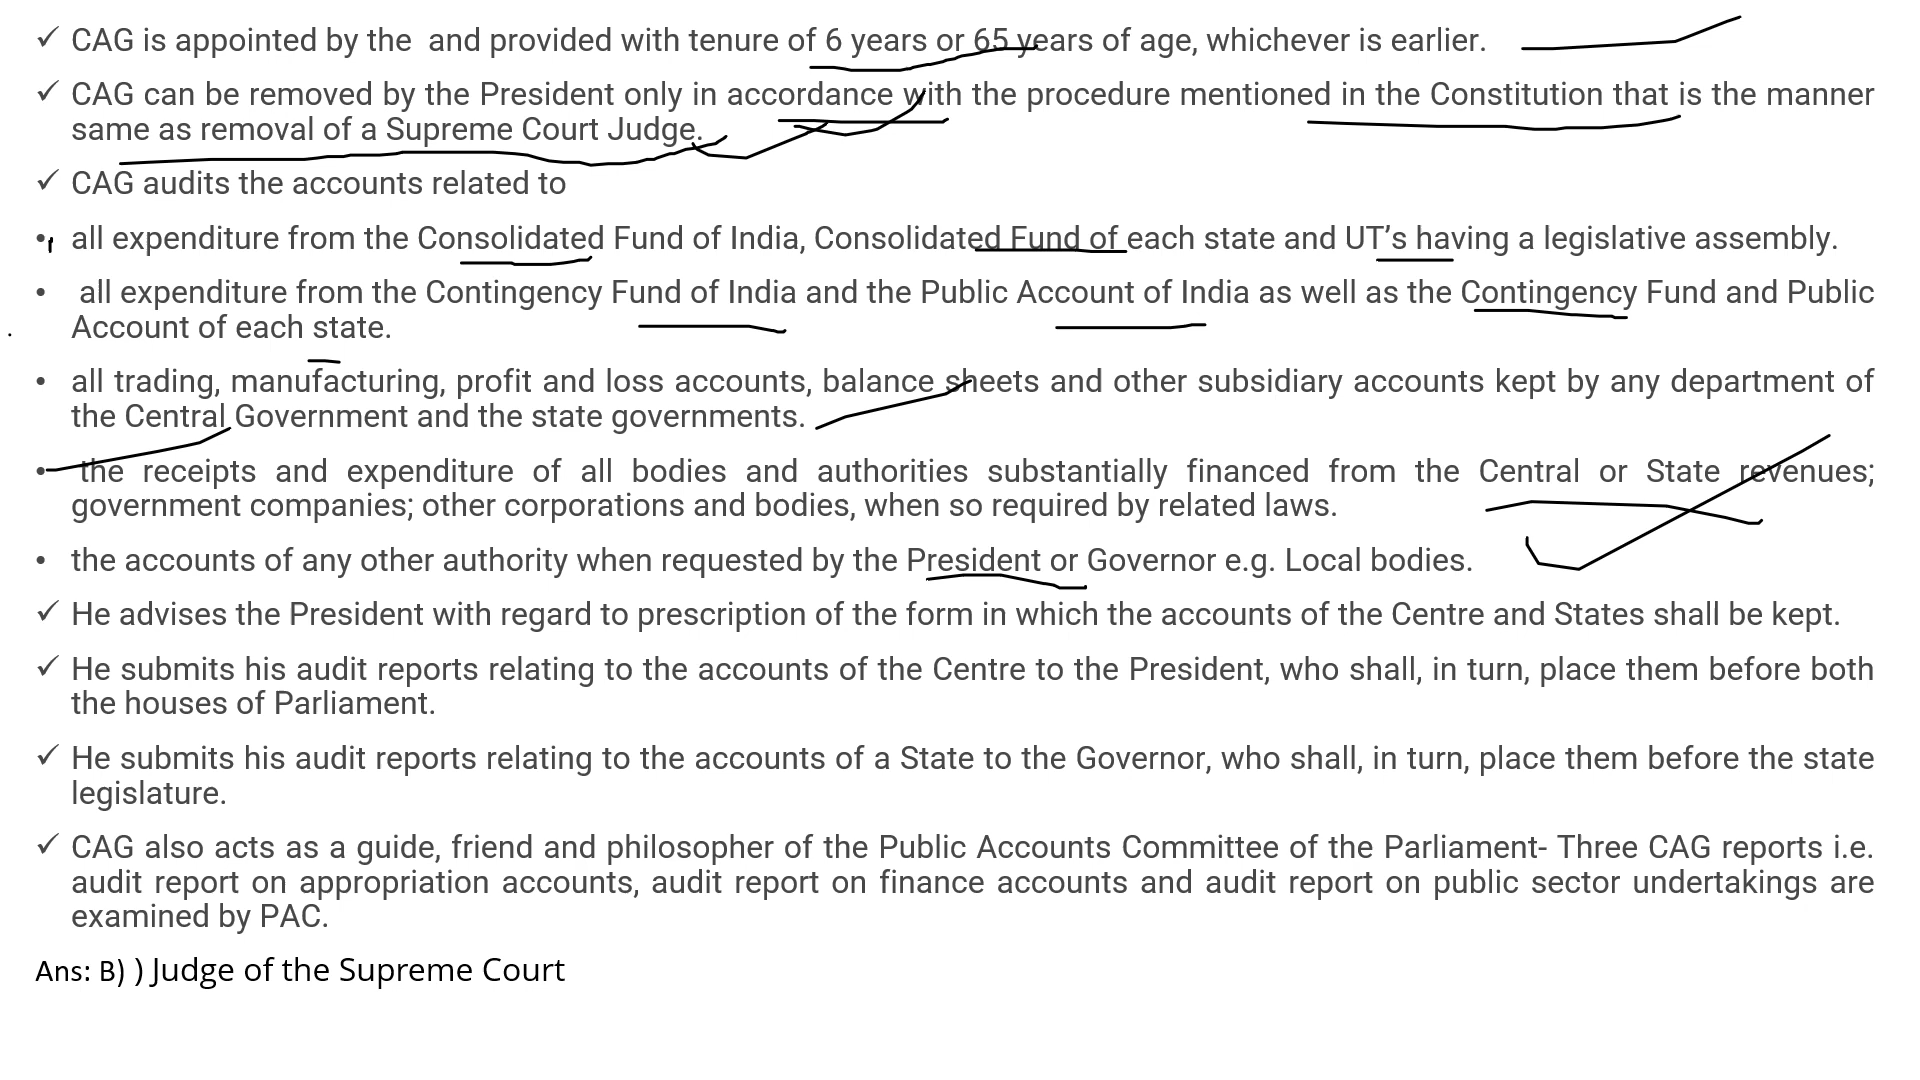 ✓ CAG is appointed by the  and provided with tenure of 6 years or 65 years of age, whichever is earlier.
✓ CAG can be removed by the President only in accordance with the procedure mentioned in the Constitution that is the manner
same as removal of a Supreme Court Judge.
✓ CAG audits the accounts related to
• all expenditure from the Consolidated Fund of India, Consolidated Fund of each state and UT’s having a legislative assembly.
• all expenditure from the Contingency Fund of India and the Public Account of India as well as the Contingency Fund and Public
Account of each state.
• all trading, manufacturing, profit and loss accounts, balance sheets and other subsidiary accounts kept by any department of
the Central Government and the state governments.
• the receipts and expenditure of all bodies and authorities substantially financed from the Central or State revenues;
government companies; other corporations and bodies, when so required by related laws.
• the accounts of any other authority when requested by the President or Governor e.g. Local bodies.
✓ He advises the President with regard to prescription of the form in which the accounts of the Centre and States shall be kept.
✓ He submits his audit reports relating to the accounts of the Centre to the President, who shall, in turn, place them before both
the houses of Parliament.
✓ He submits his audit reports relating to the accounts of a State to the Governor, who shall, in turn, place them before the state
legislature.
✓ CAG also acts as a guide, friend and philosopher of the Public Accounts Committee of the Parliament- Three CAG reports i.e.
audit report on appropriation accounts, audit report on finance accounts and audit report on public sector undertakings are
examined by PAC.
Ans: B) ) Judge of the Supreme Court